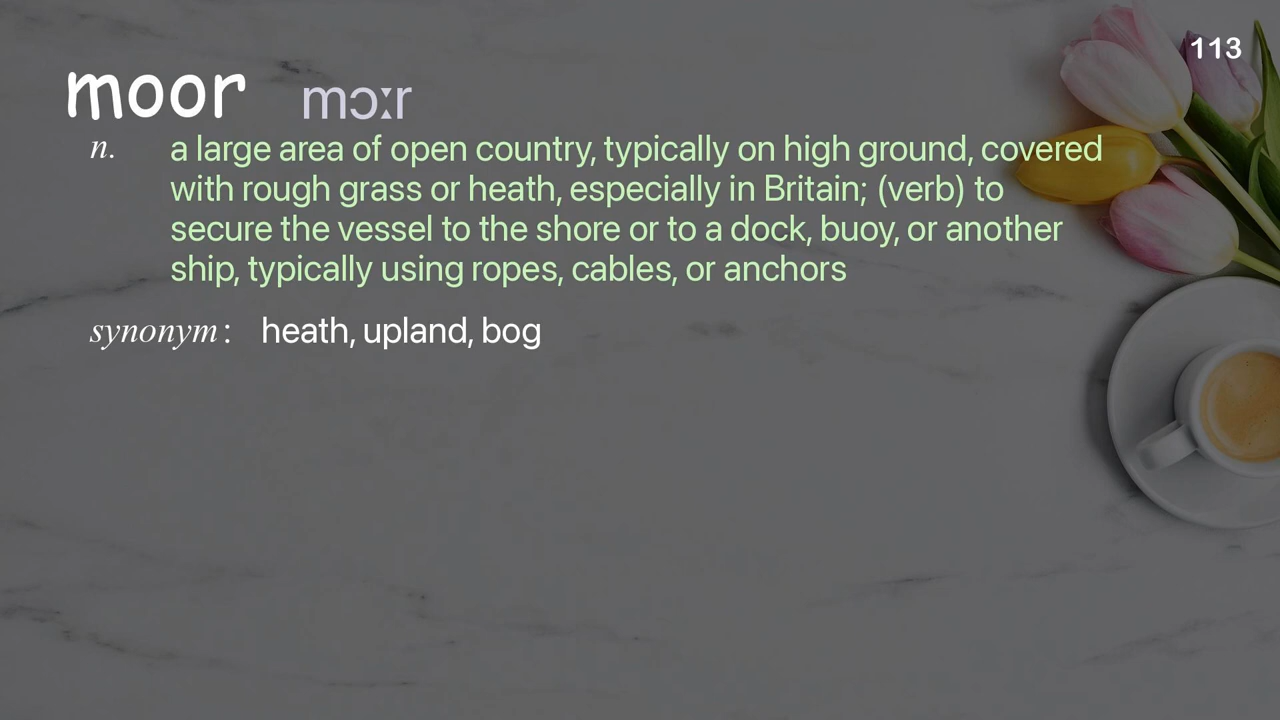 113
moor mɔːr
n. a large area of open country, typically on high ground, covered
with rough grass or heath, especially in Britain; (verb) to
secure the vessel to the shore or to a dock, buoy, or another
ship, typically using ropes, cables, or anchors
synonym: heath, upland, bog